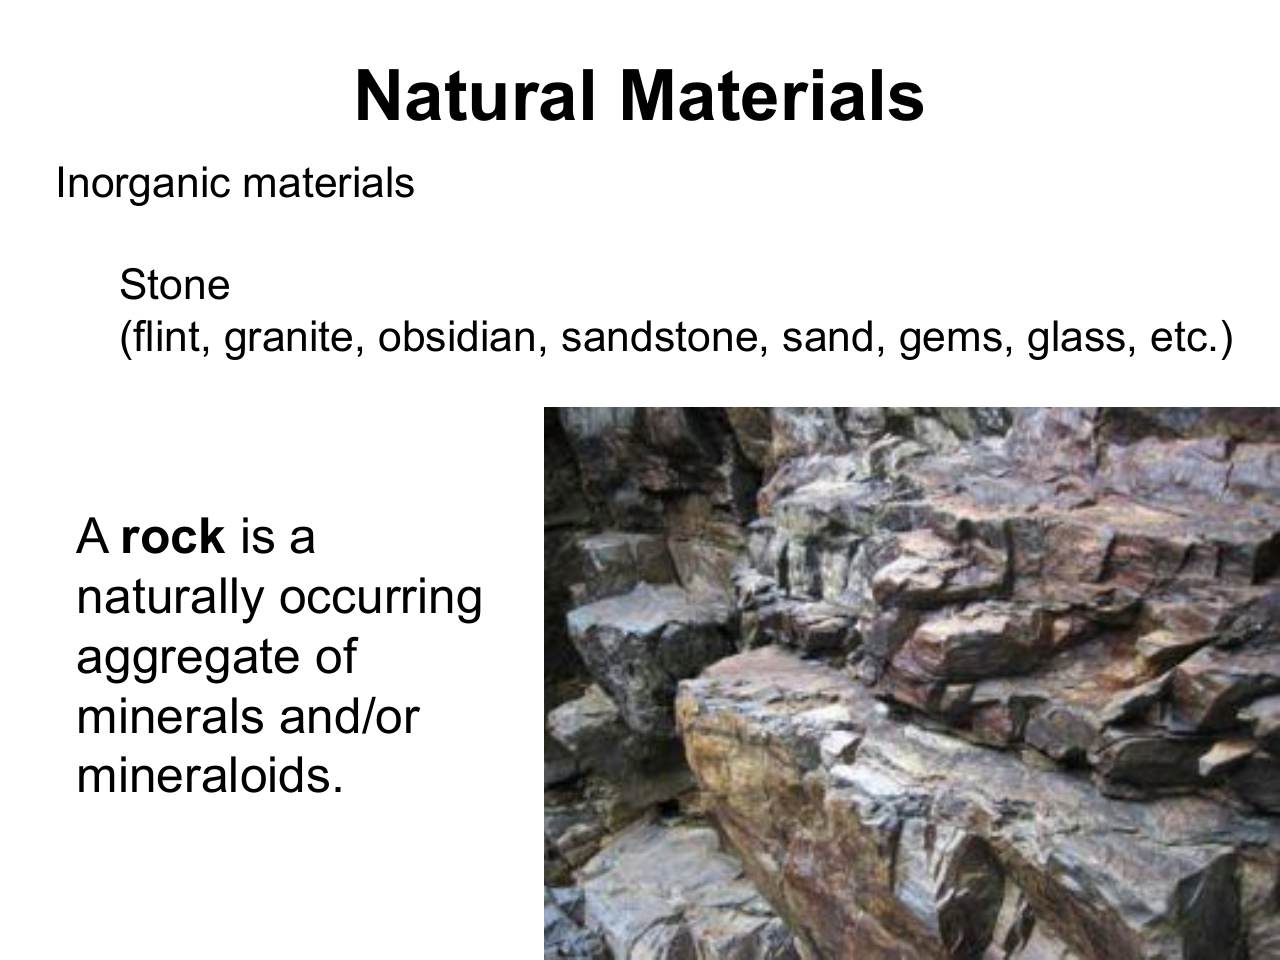 Natural Materials
Inorganic materials
Stone
(flint, granite, obsidian, sandstone, sand, gems, glass, etc.)
A rock is a
naturally occurring
aggregate of
minerals and/or
mineraloids.